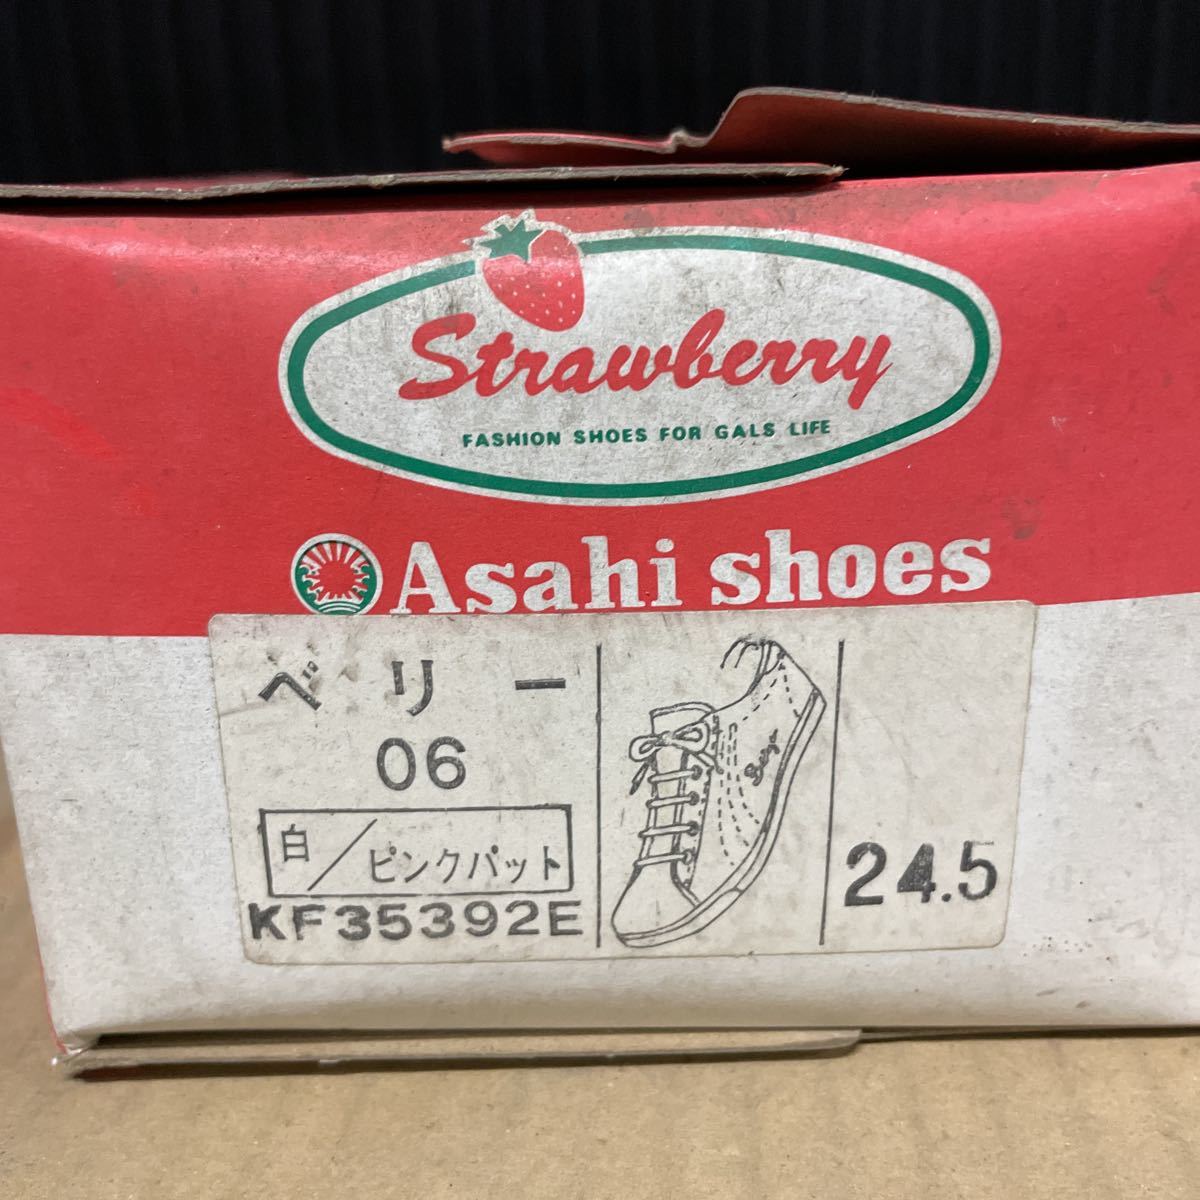 Strawberry
FASHION SHOES FOR GALS LIFE
Asahi shoes
ベリー
06
白/ピンクパット
KF35392E
24.5